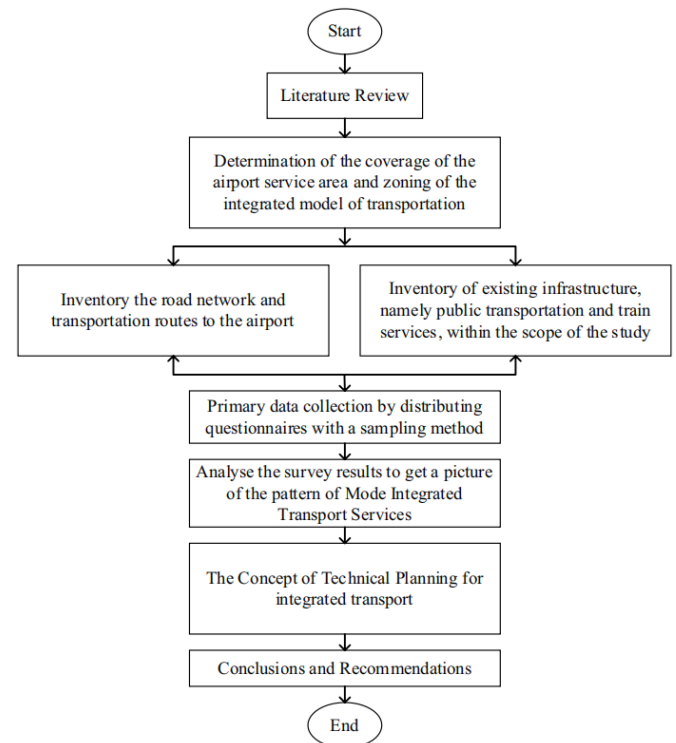 Start
Literature Review
Determination of the coverage of the
airport service area and zoning of the
integrated model of transportation
Inventory the road network and
transportation routes to the airport
Inventory of existing infrastructure,
namely public transportation and train
services, within the scope of the study
Primary data collection by distributing
questionnaires with a sampling method
Analyse the survey results to get a picture
of the pattern of Mode Integrated
Transport Services
The Concept of Technical Planning for
integrated transport
Conclusions and Recommendations
End